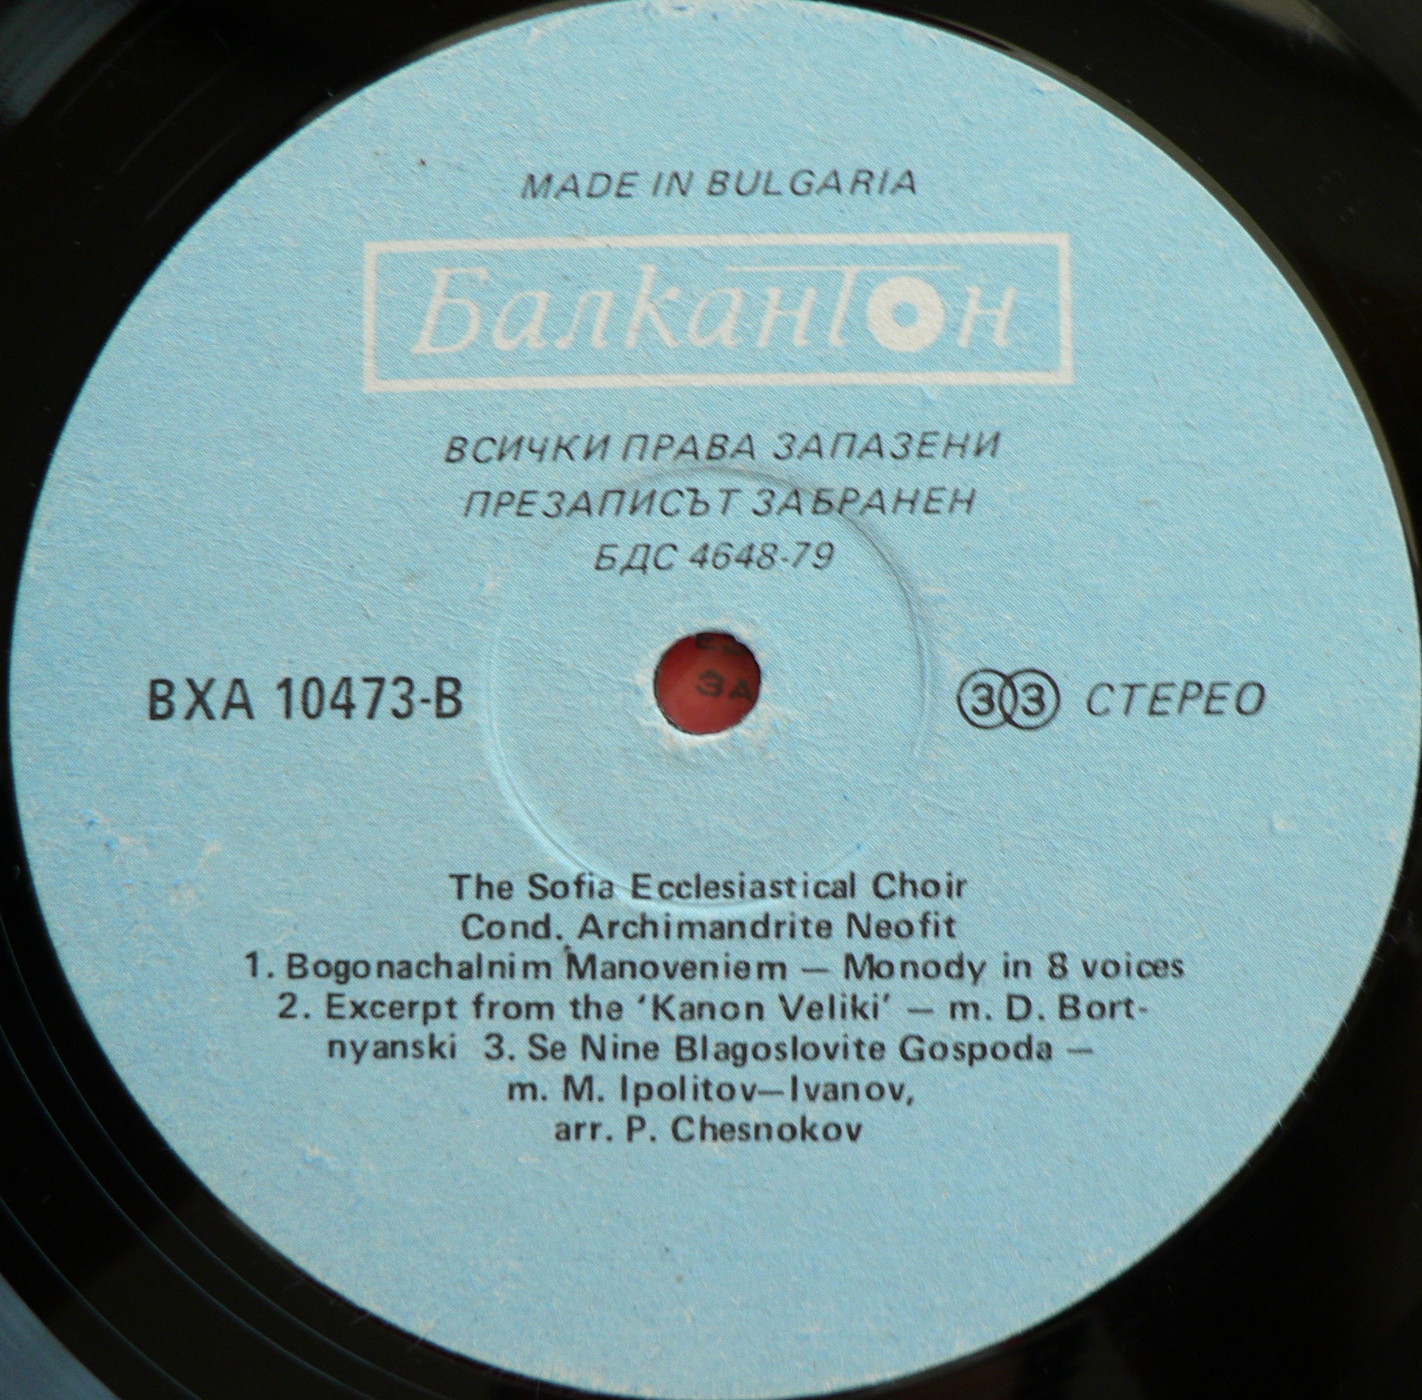 MADE IN BULGARIA
Балкантон
ВСИЧКИ ПРАВА ЗАПАЗЕНИ
ПРЕЗАПИСЪТ ЗАБРАНЕН
БДС 4648-79
ЗА
ВХА 10473-В
33 СТЕРЕО
The Sofia Ecclesiastical Choir
Cond. Archimandrite Neofit
1. Bogonachalnim Manoveniem — Monody in 8 voices
2. Excerpt from the ‘Kanon Veliki’ — m. D. Bort-
nyanski 3. Se Nine Blagoslovite Gospoda —
m. M. Ipolitov—Ivanov,
arr. P. Chesnokov